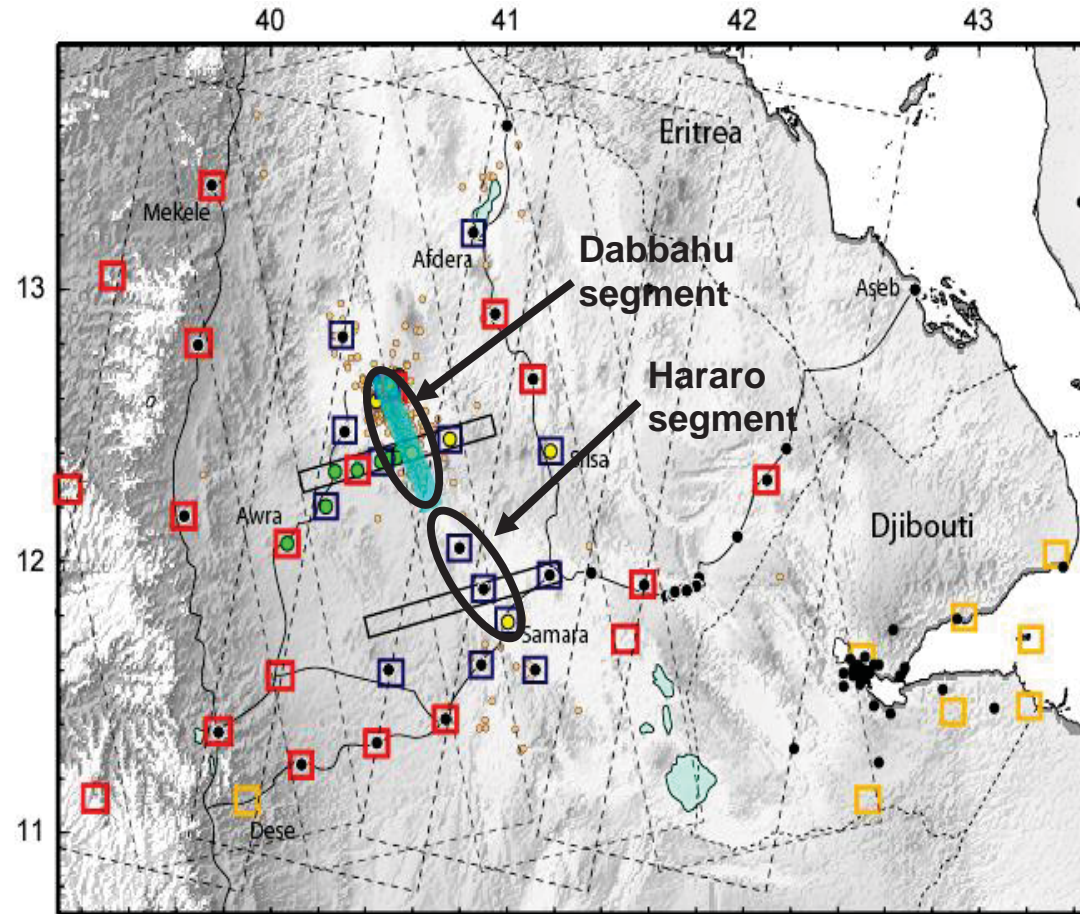 40 41 42 43
Eritrea
Mekele
Dabbahu
segment
Afdera
13
Aseb
Hararo
segment
Awra
Djibouti
12
Samara
11
Dese